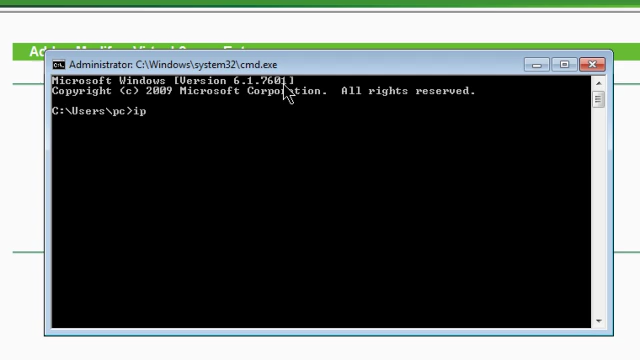 Administrator: C:\Windows\system32\cmd.exe
Microsoft Windows [Version 6.1.7601]
Copyright (c) 2009 Microsoft Corporation.  All rights reserved.
C:\Users\pc>ip